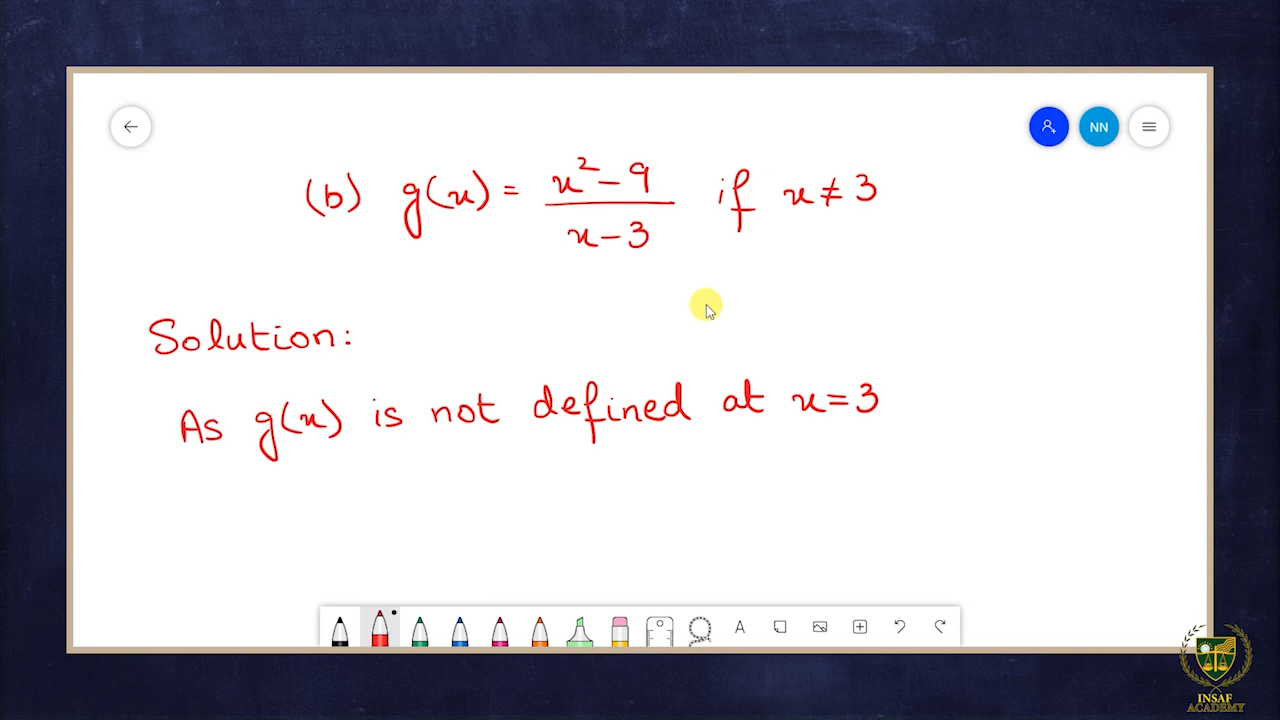 NN
(b) g(x) = x² - 9 / x - 3 if x ≠ 3
Solution:
As g(x) is not defined at x = 3
A
INSAF
ACADEMY